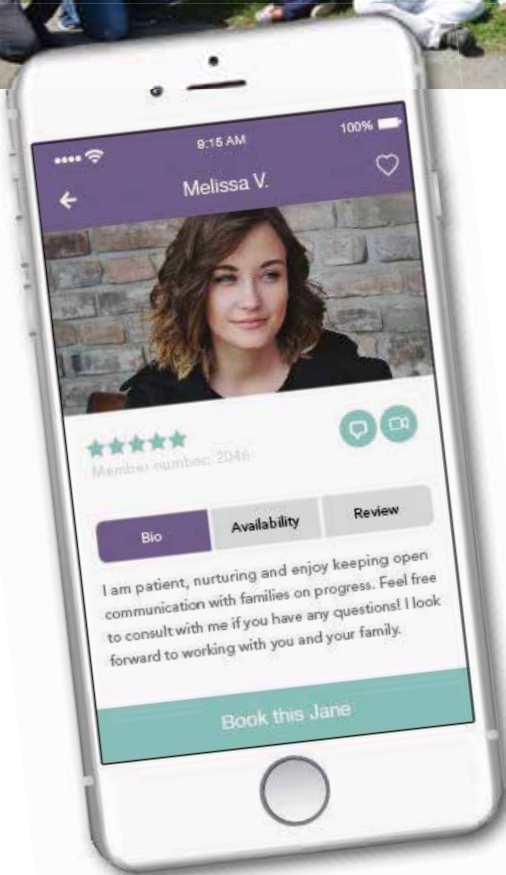 9:15 AM
100%
Melissa V.
Member number: 2046
Bio
Availability
Review
I am patient, nurturing and enjoy keeping open
communication with families on progress. Feel free
to consult with me if you have any questions! I look
forward to working with you and your family.
Book this Jane